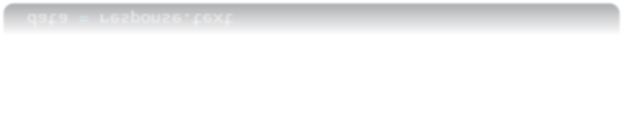 data = response.text